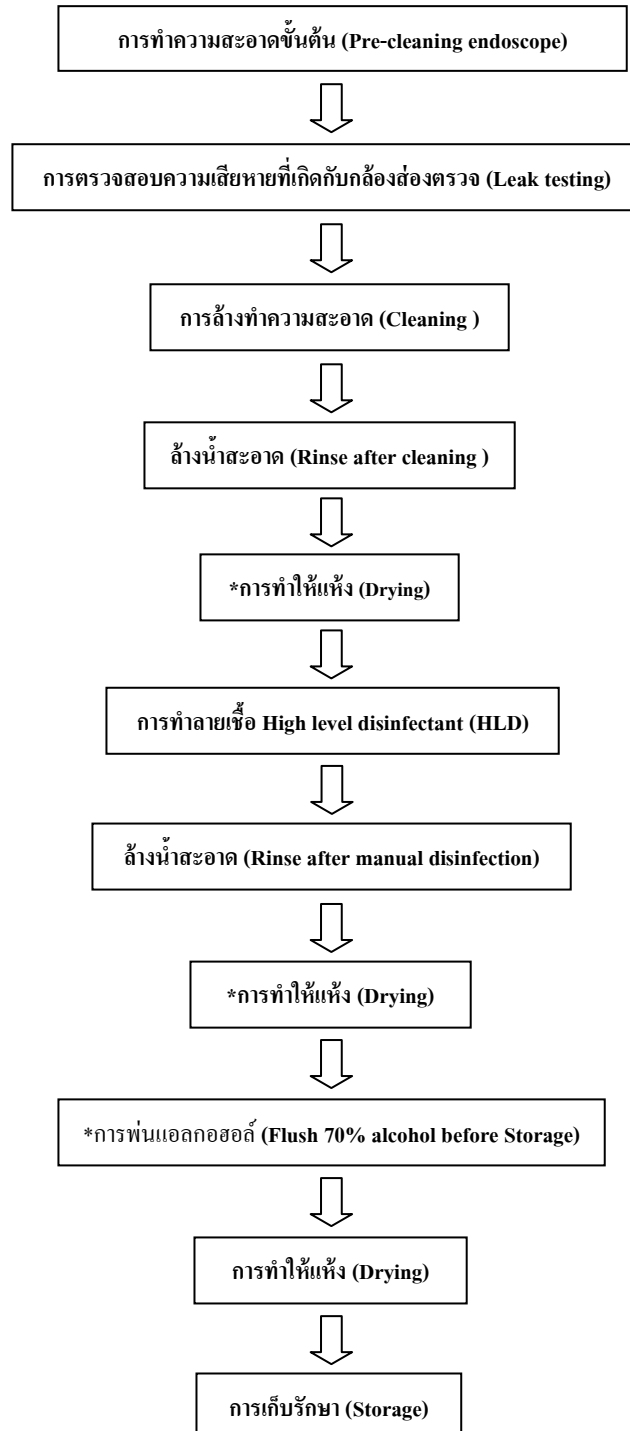 การทำความสะอาดขั้นต้น (Pre-cleaning endoscope)
การตรวจสอบความเสียหายที่เกิดกับกล้องส่องตรวจ (Leak testing)
การล้างทำความสะอาด (Cleaning )
ล้างน้ำสะอาด (Rinse after cleaning )
*การทำให้แห้ง (Drying)
การทำลายเชื้อ High level disinfectant (HLD)
ล้างน้ำสะอาด (Rinse after manual disinfection)
*การทำให้แห้ง (Drying)
*การพ่นแอลกอฮอล์ (Flush 70% alcohol before Storage)
การทำให้แห้ง (Drying)
การเก็บรักษา (Storage)